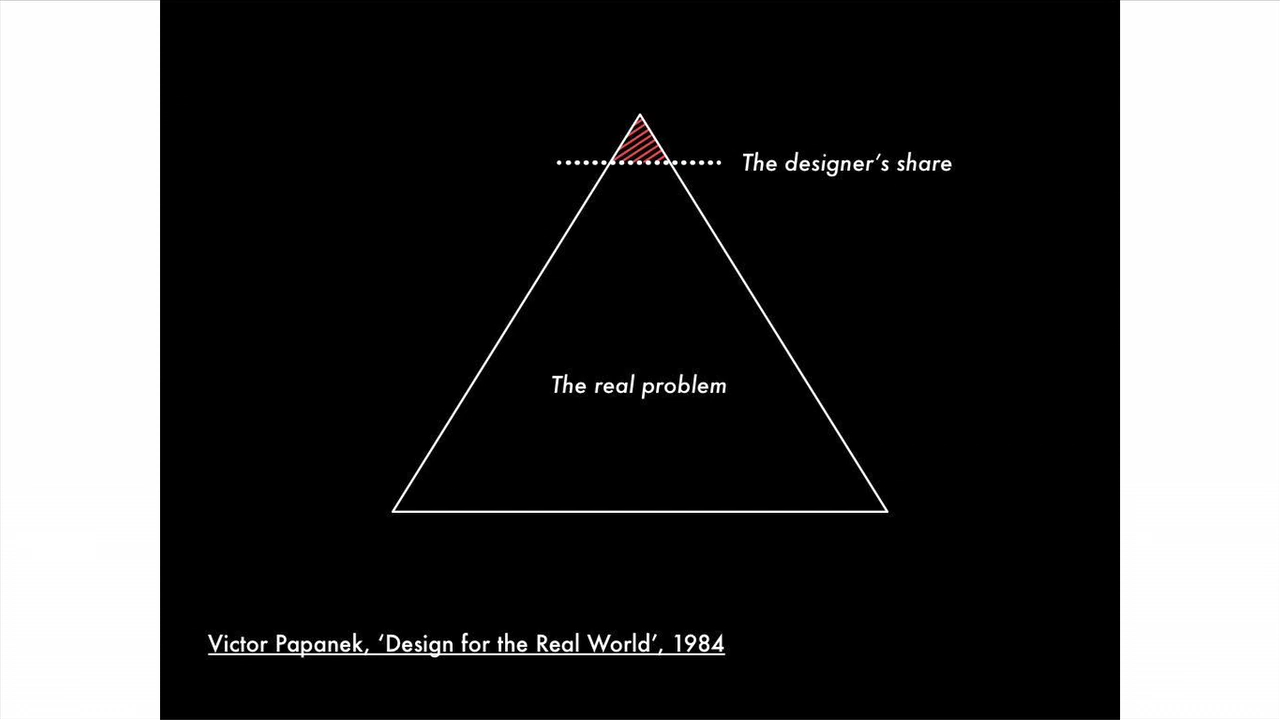 The designer’s share
The real problem
Victor Papanek, ‘Design for the Real World’, 1984